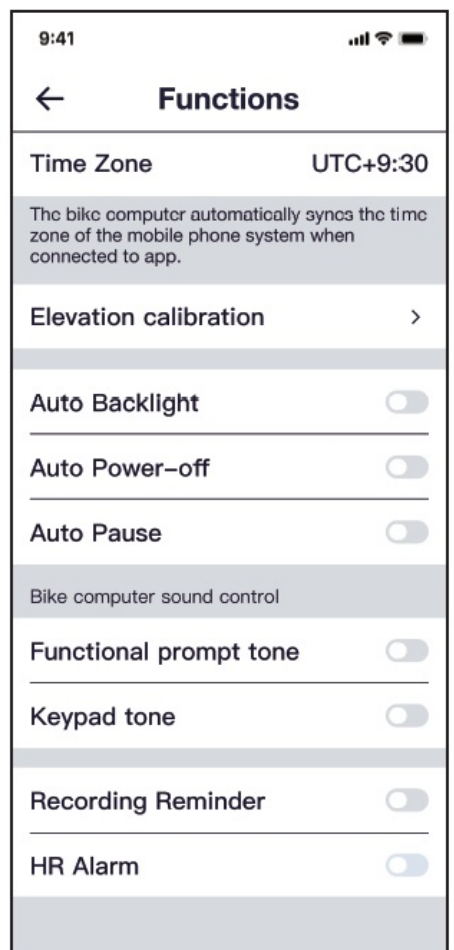 9:41
Functions
Time Zone UTC+9:30
The bike computer automatically syncs the time
zone of the mobile phone system when
connected to app.
Elevation calibration
Auto Backlight
Auto Power-off
Auto Pause
Bike computer sound control
Functional prompt tone
Keypad tone
Recording Reminder
HR Alarm